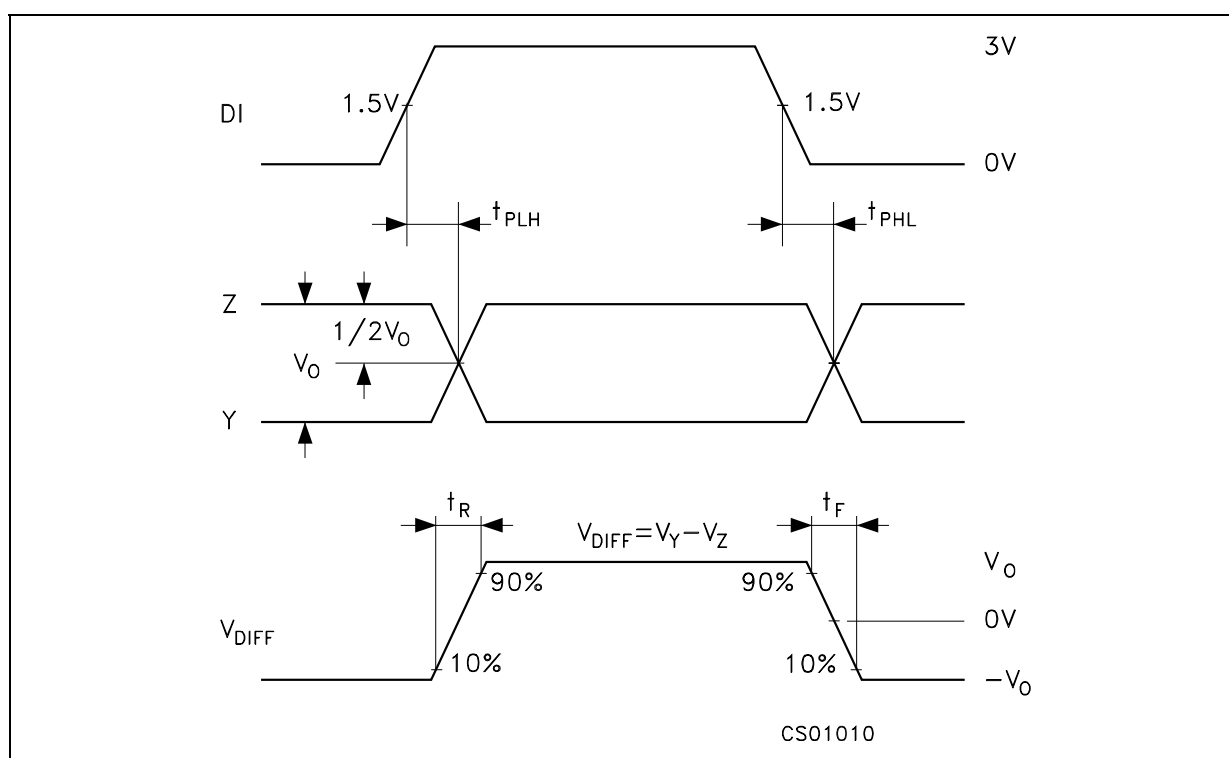 3V
1.5V
1.5V
DI
0V
tPLH
tPHL
Z
1/2VO
VO
Y
tR
tF
VDIFF=VY−VZ
VO
90%
90%
0V
VDIFF
10%
10%
−VO
CS01010